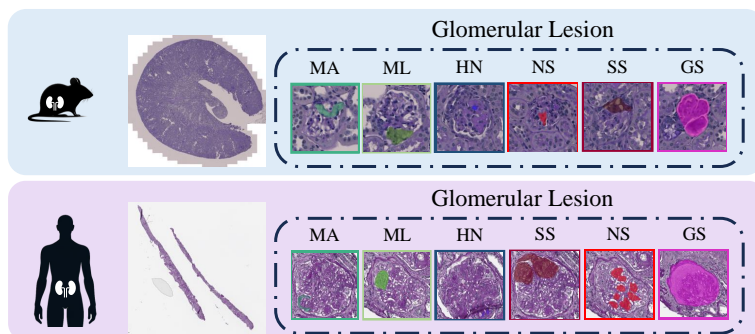 Glomerular Lesion
MA ML HN NS SS GS
Glomerular Lesion
MA ML HN SS NS GS